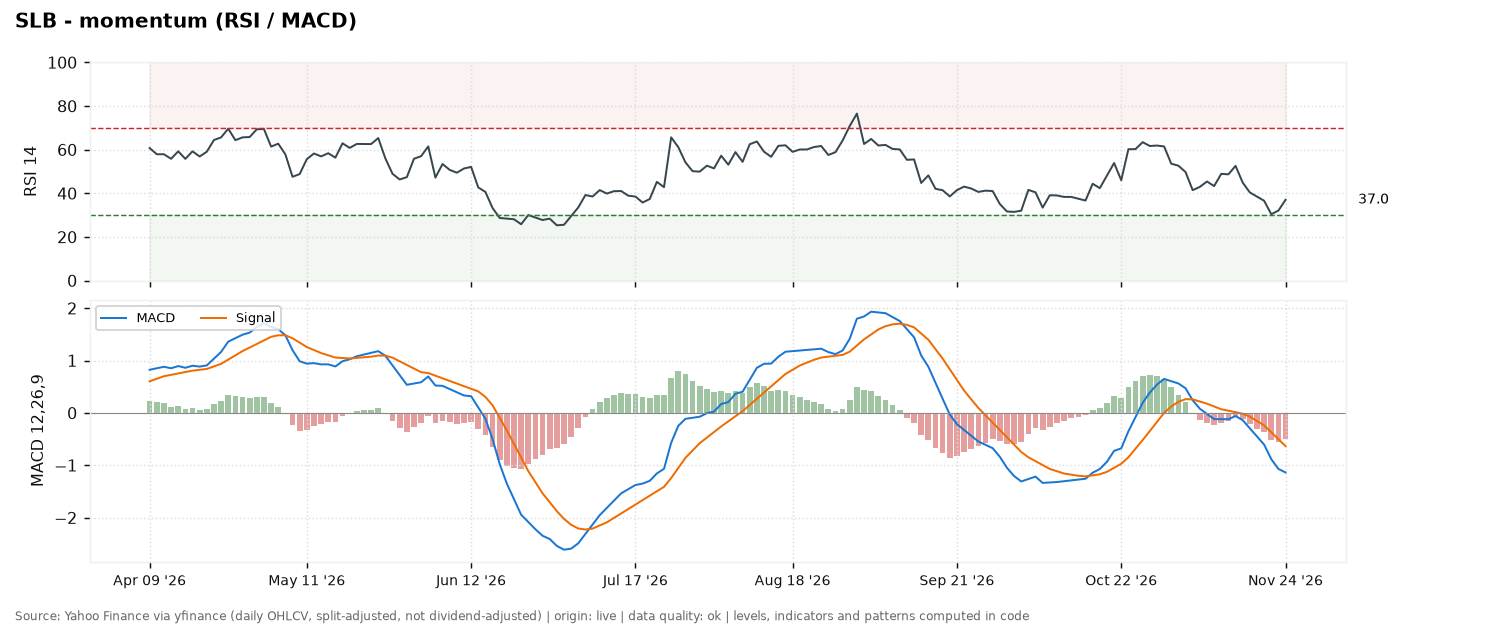 SLB - momentum (RSI / MACD)
100
80
60
40
20
0
RSI 14
37.0
MACD
Signal
2
1
0
−1
−2
MACD 12,26,9
Apr 09 '26
May 11 '26
Jun 12 '26
Jul 17 '26
Aug 18 '26
Sep 21 '26
Oct 22 '26
Nov 24 '26
Source: Yahoo Finance via yfinance (daily OHLCV, split-adjusted, not dividend-adjusted) | origin: live | data quality: ok | levels, indicators and patterns computed in code